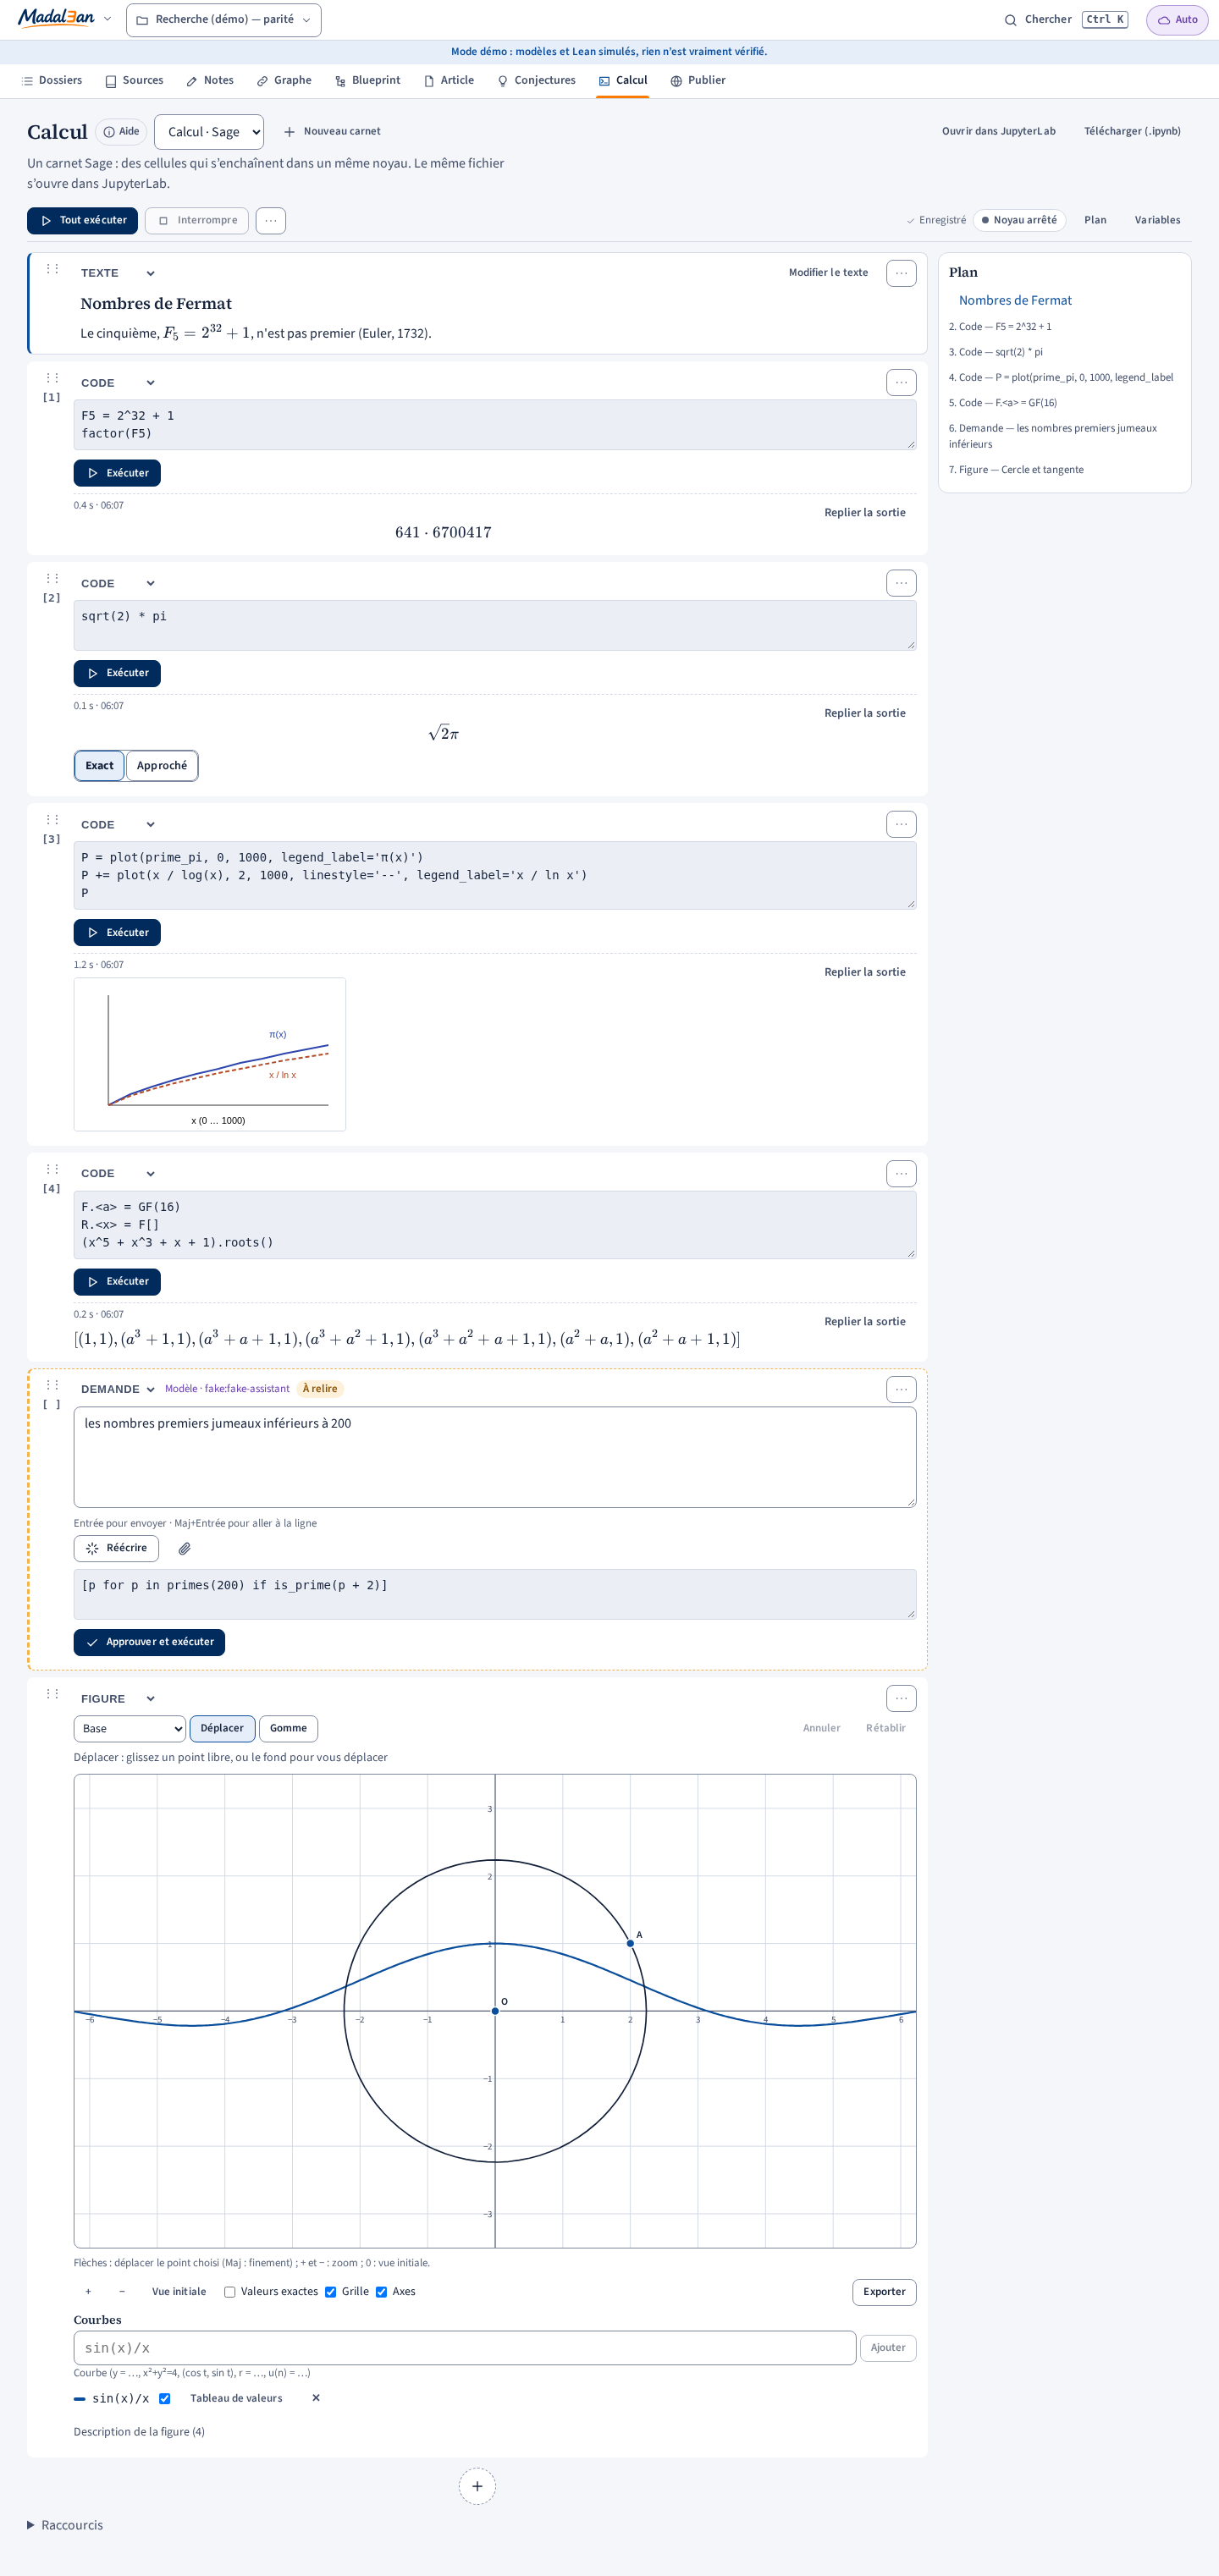 Madal∃an
Recherche (démo) — parité
Chercher
Ctrl K
Auto
Mode démo : modèles et Lean simulés, rien n’est vraiment vérifié.
Dossiers
Sources
Notes
Graphe
Blueprint
Article
Conjectures
Calcul
Publier
Calcul
Aide
Calcul · Sage
Nouveau carnet
Ouvrir dans JupyterLab
Télécharger (.ipynb)
Un carnet Sage : des cellules qui s’enchaînent dans un même noyau. Le même fichier
s’ouvre dans JupyterLab.
Tout exécuter
Interrompre
···
Enregistré
Noyau arrêté
Plan
Variables
TEXTE
Modifier le texte
···
Nombres de Fermat
Le cinquième, F₅ = 2³² + 1, n'est pas premier (Euler, 1732).
Plan
Nombres de Fermat
2. Code — F5 = 2^32 + 1
3. Code — sqrt(2) * pi
4. Code — P = plot(prime_pi, 0, 1000, legend_label
5. Code — F.<a> = GF(16)
6. Demande — les nombres premiers jumeaux
inférieurs
7. Figure — Cercle et tangente
CODE
···
[1]
F5 = 2^32 + 1
factor(F5)
Exécuter
0.4 s · 06:07
Replier la sortie
641 · 6700417
CODE
···
[2]
sqrt(2) * pi
Exécuter
0.1 s · 06:07
Replier la sortie
√2π
Exact
Approché
CODE
···
[3]
P = plot(prime_pi, 0, 1000, legend_label='π(x)')
P += plot(x / log(x), 2, 1000, linestyle='--', legend_label='x / ln x')
P
Exécuter
1.2 s · 06:07
Replier la sortie
π(x)
x / ln x
x (0 … 1000)
CODE
···
[4]
F.<a> = GF(16)
R.<x> = F[]
(x^5 + x^3 + x + 1).roots()
Exécuter
0.2 s · 06:07
Replier la sortie
[(1, 1), (a³ + 1, 1), (a³ + a + 1, 1), (a³ + a² + 1, 1), (a³ + a² + a + 1, 1), (a² + a, 1), (a² + a + 1, 1)]
DEMANDE
Modèle · fake:fake-assistant
À relire
···
[ ]
les nombres premiers jumeaux inférieurs à 200
Entrée pour envoyer · Maj+Entrée pour aller à la ligne
Réécrire
[p for p in primes(200) if is_prime(p + 2)]
Approuver et exécuter
FIGURE
···
Base
Déplacer
Gomme
Annuler
Rétablir
Déplacer : glissez un point libre, ou le fond pour vous déplacer
3
2
A
1
O
−6 −5 −4 −3 −2 −1 1 2 3 4 5 6
−1
−2
−3
Flèches : déplacer le point choisi (Maj : finement) ; + et − : zoom ; 0 : vue initiale.
+
−
Vue initiale
Valeurs exactes
Grille
Axes
Exporter
Courbes
sin(x)/x
Ajouter
Courbe (y = …, x²+y²=4, (cos t, sin t), r = …, u(n) = …)
sin(x)/x
Tableau de valeurs
×
Description de la figure (4)
+
Raccourcis